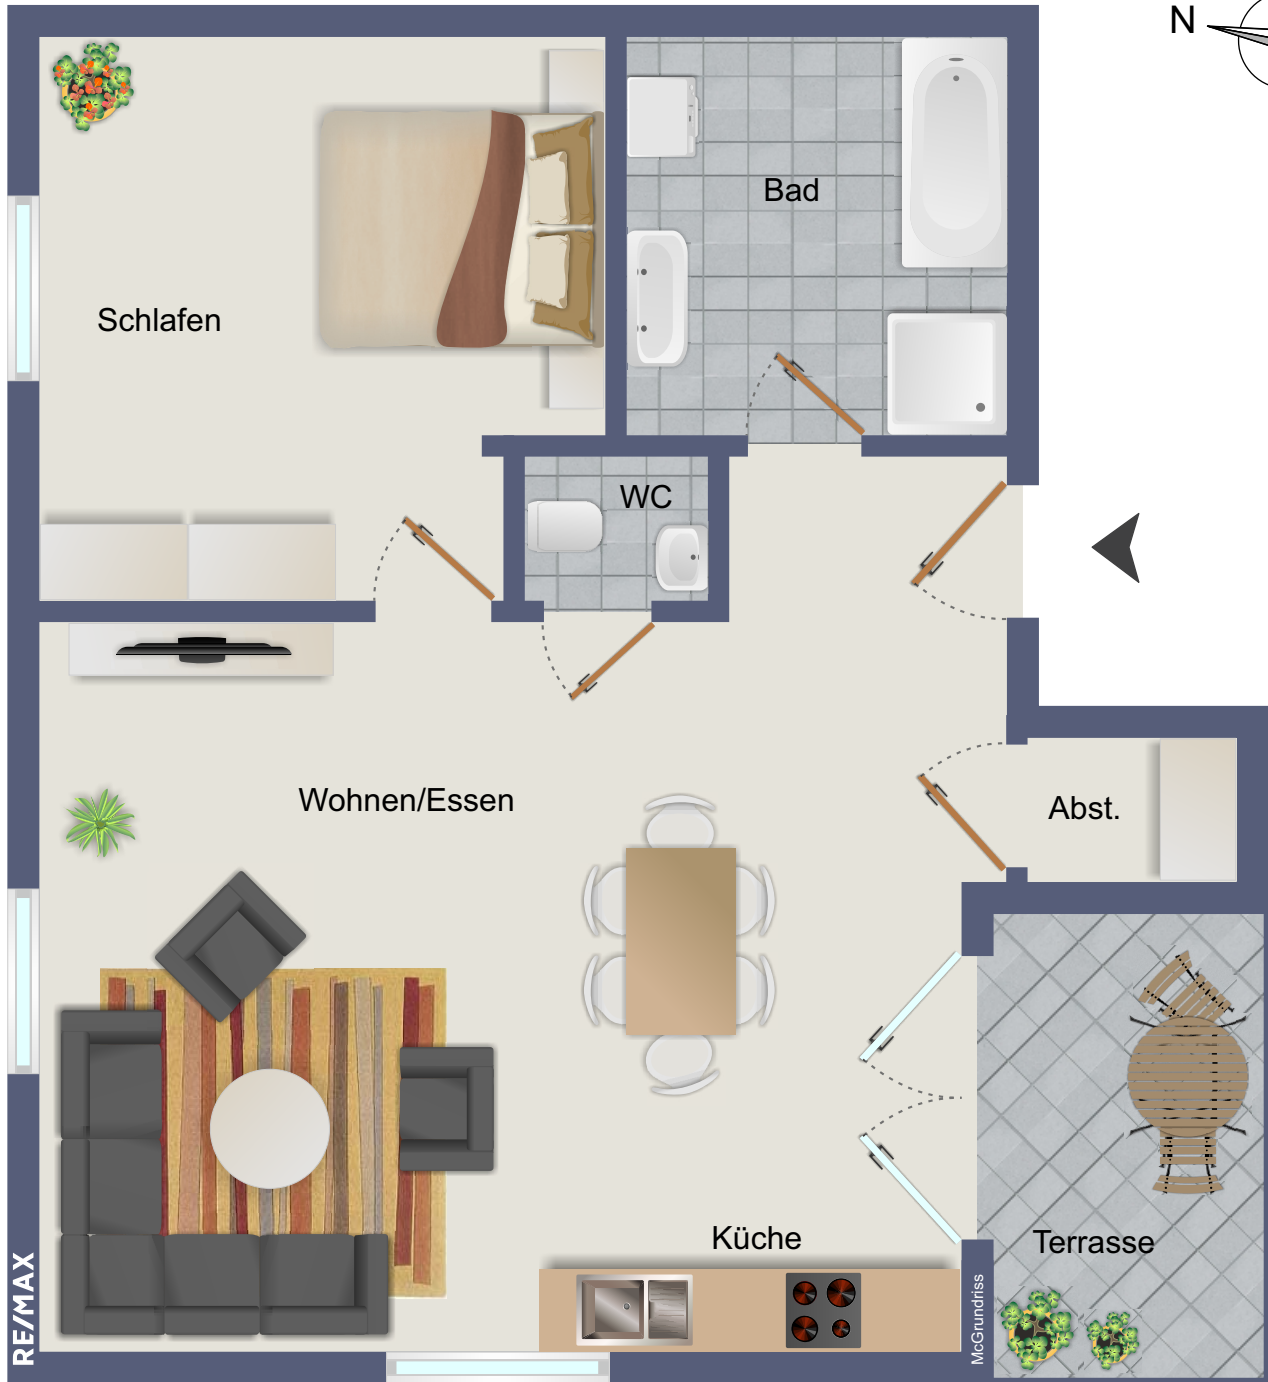 N
Bad
Schlafen
WC
Wohnen/Essen
Abst.
Küche
Terrasse
RE/MAX
McGrundriss